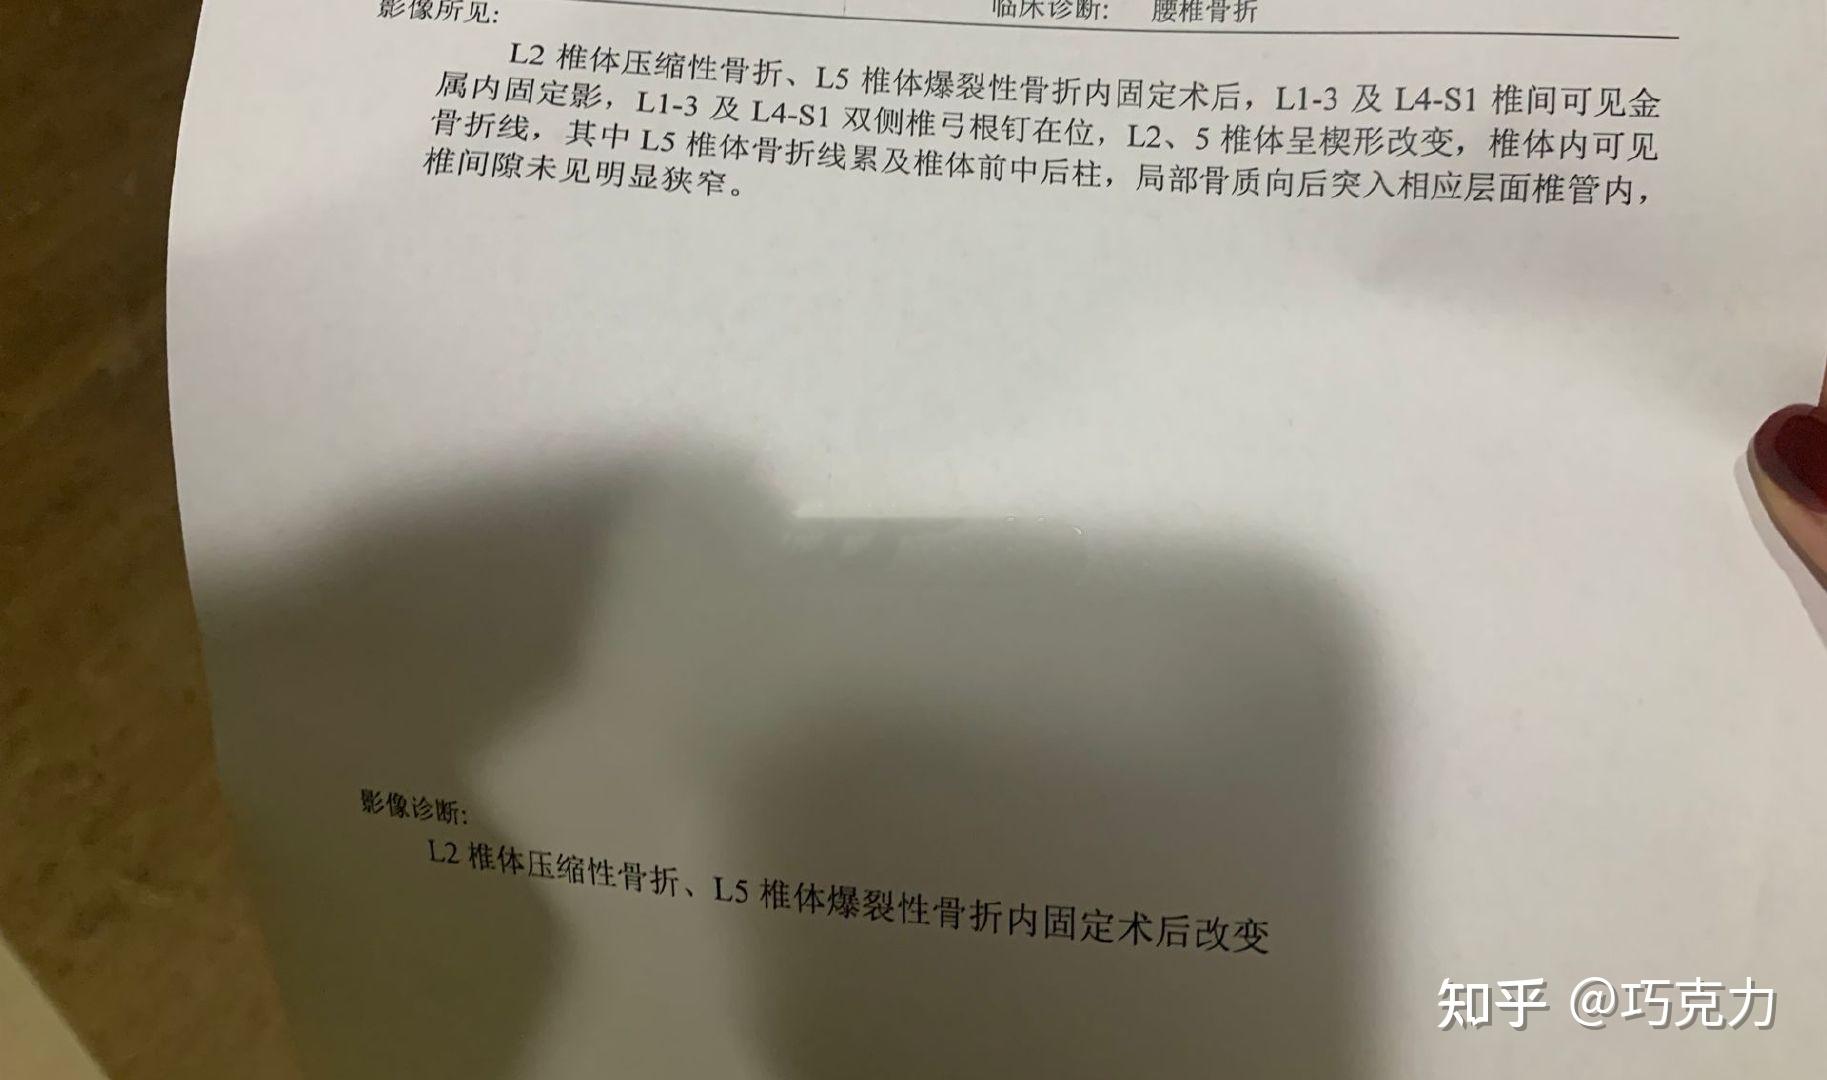 影像所见:
临床诊断: 腰椎骨折
L2 椎体压缩性骨折、L5 椎体爆裂性骨折内固定术后，L1-3 及 L4-S1 椎间可见金
属内固定影，L1-3 及 L4-S1 双侧椎弓根钉在位，L2、5 椎体呈楔形改变，椎体内可见
骨折线，其中 L5 椎体骨折线累及椎体前中后柱，局部骨质向后突入相应层面椎管内，
椎间隙未见明显狭窄。
影像诊断:
L2 椎体压缩性骨折、L5 椎体爆裂性骨折内固定术后改变
知乎 @巧克力